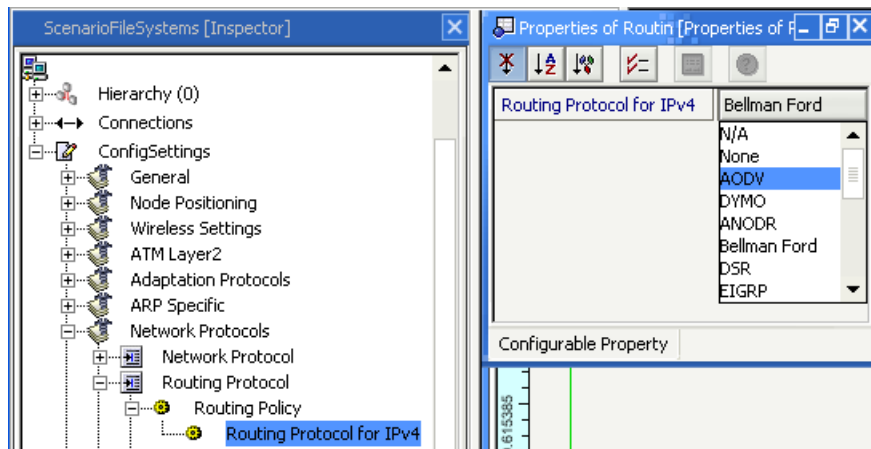 ScenarioFileSystems [Inspector]
Hierarchy (0)
Connections
ConfigSettings
General
Node Positioning
Wireless Settings
ATM Layer2
Adaptation Protocols
ARP Specific
Network Protocols
Network Protocol
Routing Protocol
Routing Policy
Routing Protocol for IPv4
Properties of Routin [Properties of
Routing Protocol for IPv4
Bellman Ford
N/A
None
AODV
DYMO
ANODR
Bellman Ford
DSR
EIGRP
Configurable Property
.615385